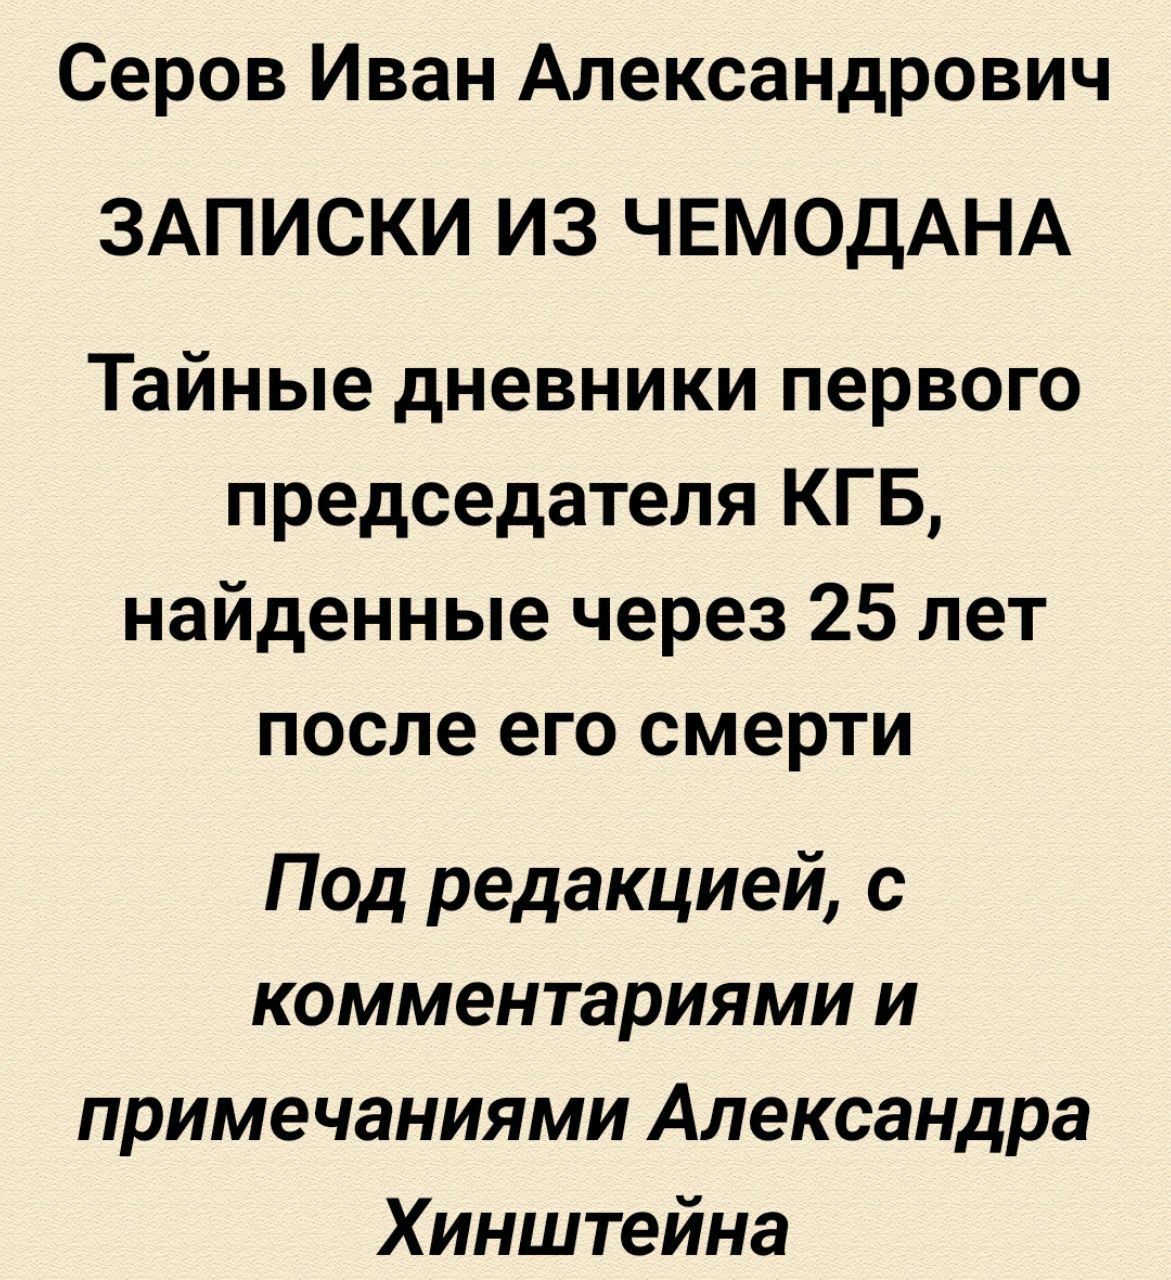 Серов Иван Александрович
ЗАПИСКИ ИЗ ЧЕМОДАНА
Тайные дневники первого
председателя КГБ,
найденные через 25 лет
после его смерти
Под редакцией, с
комментариями и
примечаниями Александра
Хинштейна